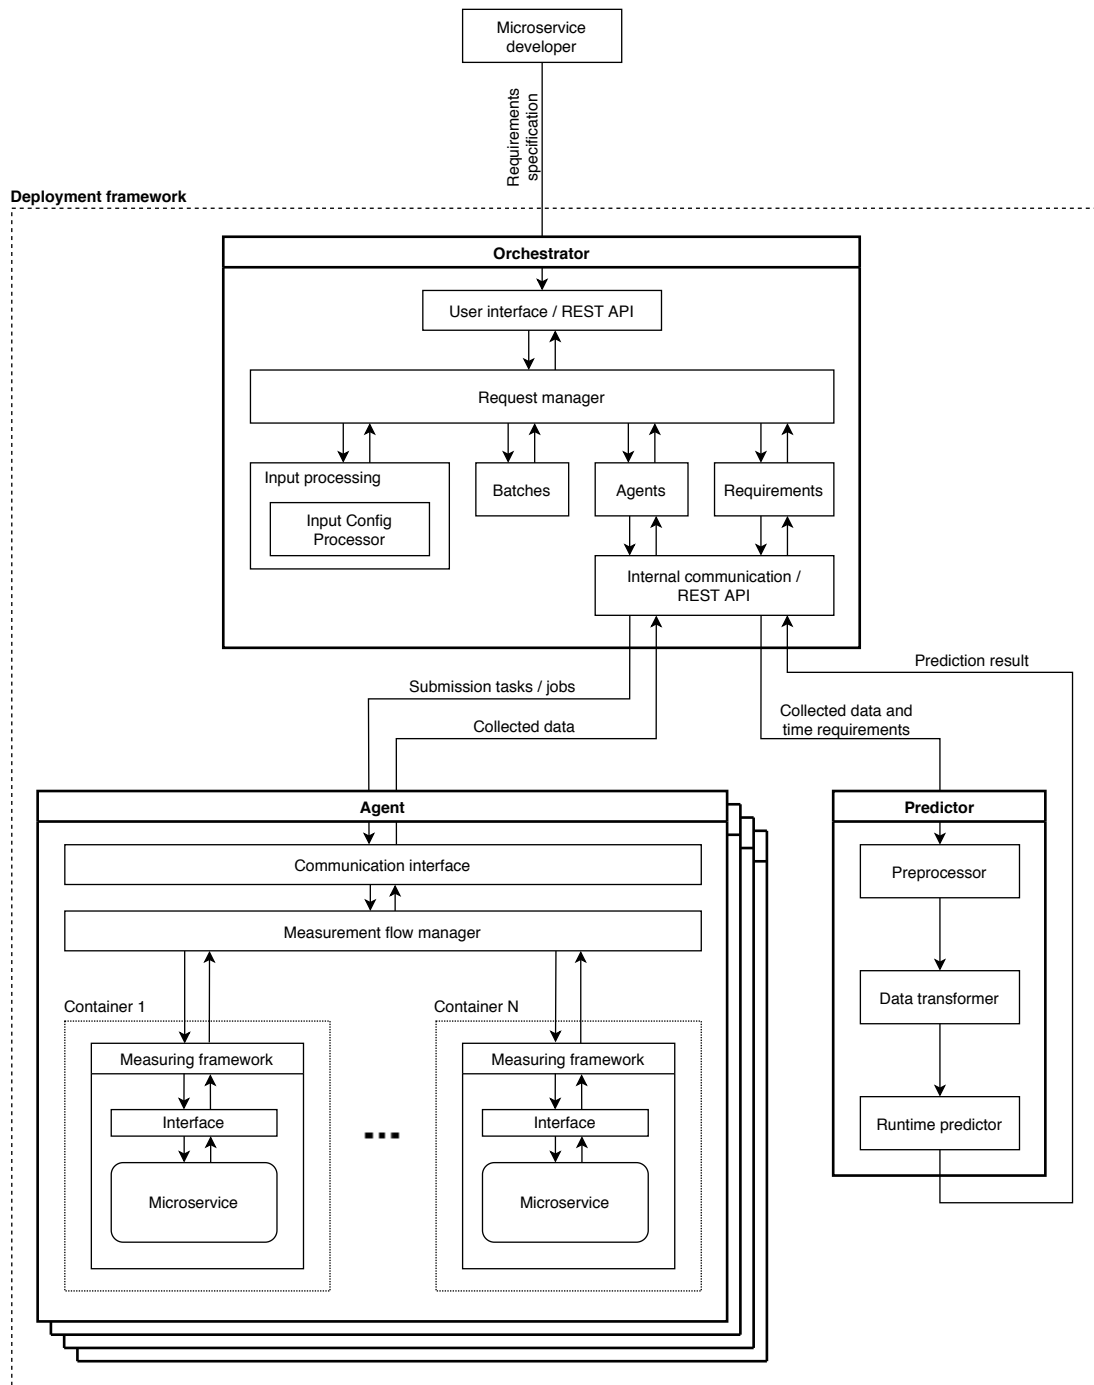 Microservice
developer
Requirements
specification
Deployment framework
Orchestrator
User interface / REST API
Request manager
Input processing
Input Config
Processor
Batches
Agents
Requirements
Internal communication /
REST API
Prediction result
Submission tasks / jobs
Collected data
Collected data and
time requirements
Agent
Communication interface
Measurement flow manager
Container 1
Measuring framework
Interface
Microservice
...
Container N
Measuring framework
Interface
Microservice
Predictor
Preprocessor
Data transformer
Runtime predictor